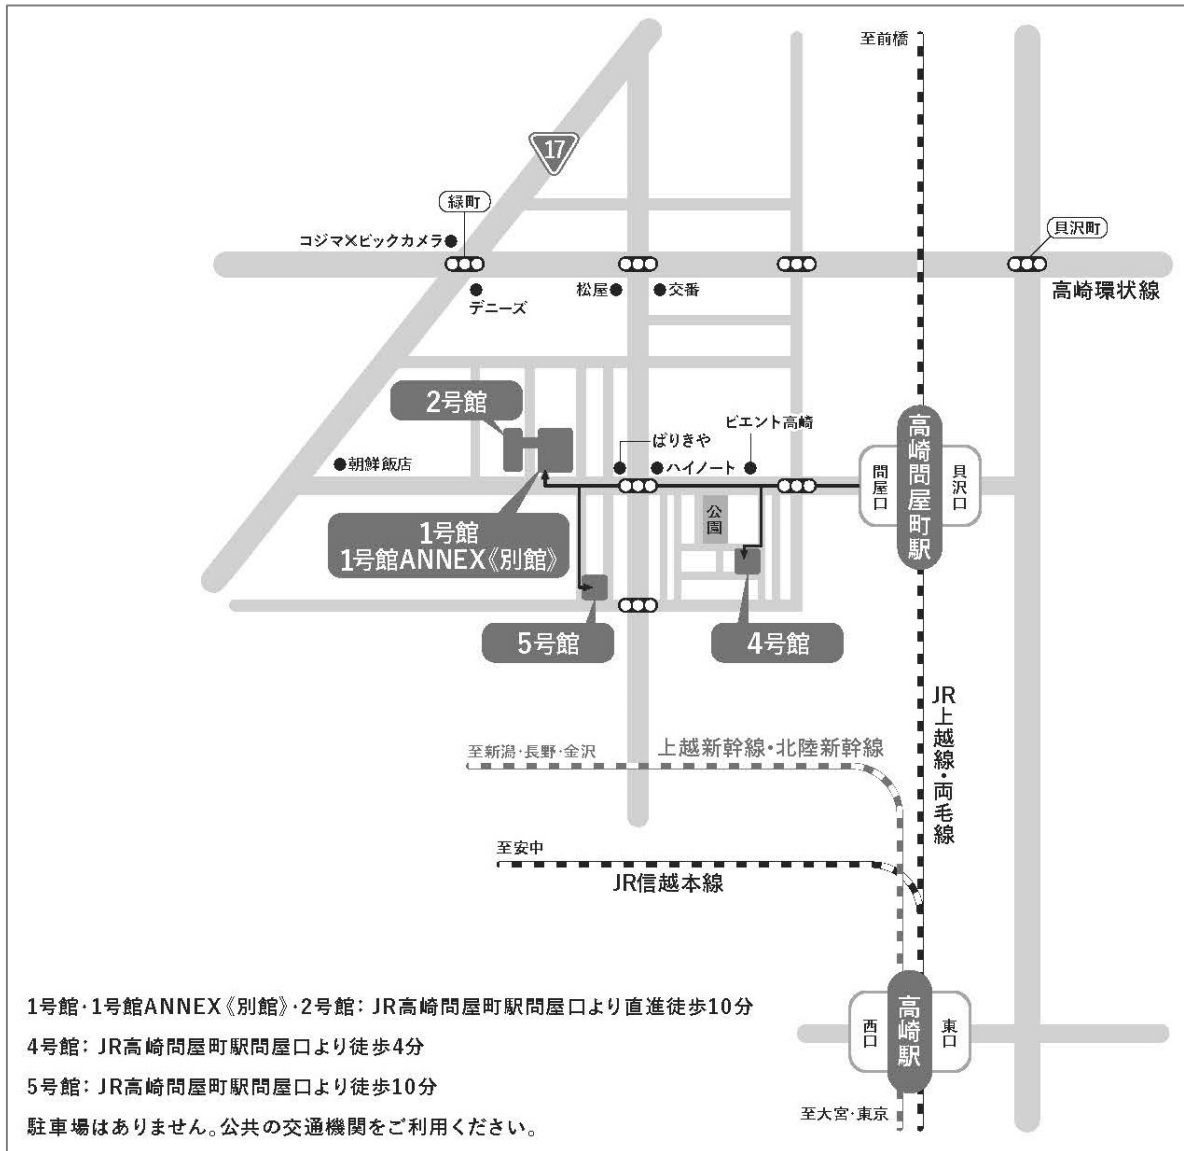 至前橋
17
緑町
コジマ×ビックカメラ
貝沢町
デニーズ
松屋
交番
高崎環状線
2号館
ビエント高崎
ばりきや
朝鮮飯店
ハイノート
問屋口
高崎問屋町駅
貝沢口
公園
1号館
1号館ANNEX《別館》
5号館
4号館
JR上越線・両毛線
至新潟・長野・金沢
上越新幹線・北陸新幹線
至安中
JR信越本線
西口
高崎駅
東口
至大宮・東京
1号館・1号館ANNEX《別館》・2号館：JR高崎問屋町駅問屋口より直進徒歩10分
4号館：JR高崎問屋町駅問屋口より徒歩4分
5号館：JR高崎問屋町駅問屋口より徒歩10分
駐車場はありません。公共の交通機関をご利用ください。